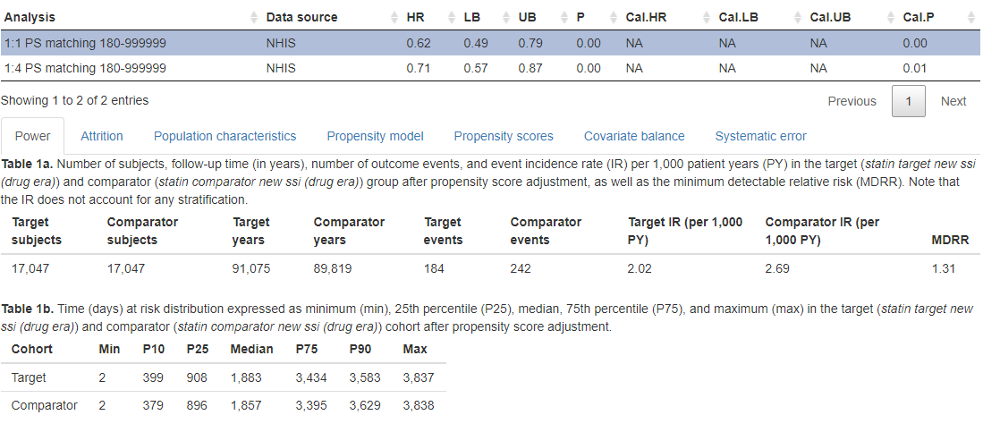 Analysis Data source HR LB UB P Cal.HR Cal.LB Cal.UB Cal.P
1:1 PS matching 180-999999 NHIS 0.62 0.49 0.79 0.00 NA NA NA 0.00
1:4 PS matching 180-999999 NHIS 0.71 0.57 0.87 0.00 NA NA NA 0.01
Showing 1 to 2 of 2 entries Previous 1 Next
Power Attrition Population characteristics Propensity model Propensity scores Covariate balance Systematic error
Table 1a. Number of subjects, follow-up time (in years), number of outcome events, and event incidence rate (IR) per 1,000 patient years (PY) in the target (statin target new ssi
(drug era)) and comparator (statin comparator new ssi (drug era)) group after propensity score adjustment, as well as the minimum detectable relative risk (MDRR). Note that
the IR does not account for any stratification.
Target Comparator Target Comparator Target Comparator Target IR (per 1,000 Comparator IR (per
subjects subjects years years events events PY) 1,000 PY) MDRR
17,047 17,047 91,075 89,819 184 242 2.02 2.69 1.31
Table 1b. Time (days) at risk distribution expressed as minimum (min), 25th percentile (P25), median, 75th percentile (P75), and maximum (max) in the target (statin target new
ssi (drug era)) and comparator (statin comparator new ssi (drug era)) cohort after propensity score adjustment.
Cohort Min P10 P25 Median P75 P90 Max
Target 2 399 908 1,883 3,434 3,583 3,837
Comparator 2 379 896 1,857 3,395 3,629 3,838